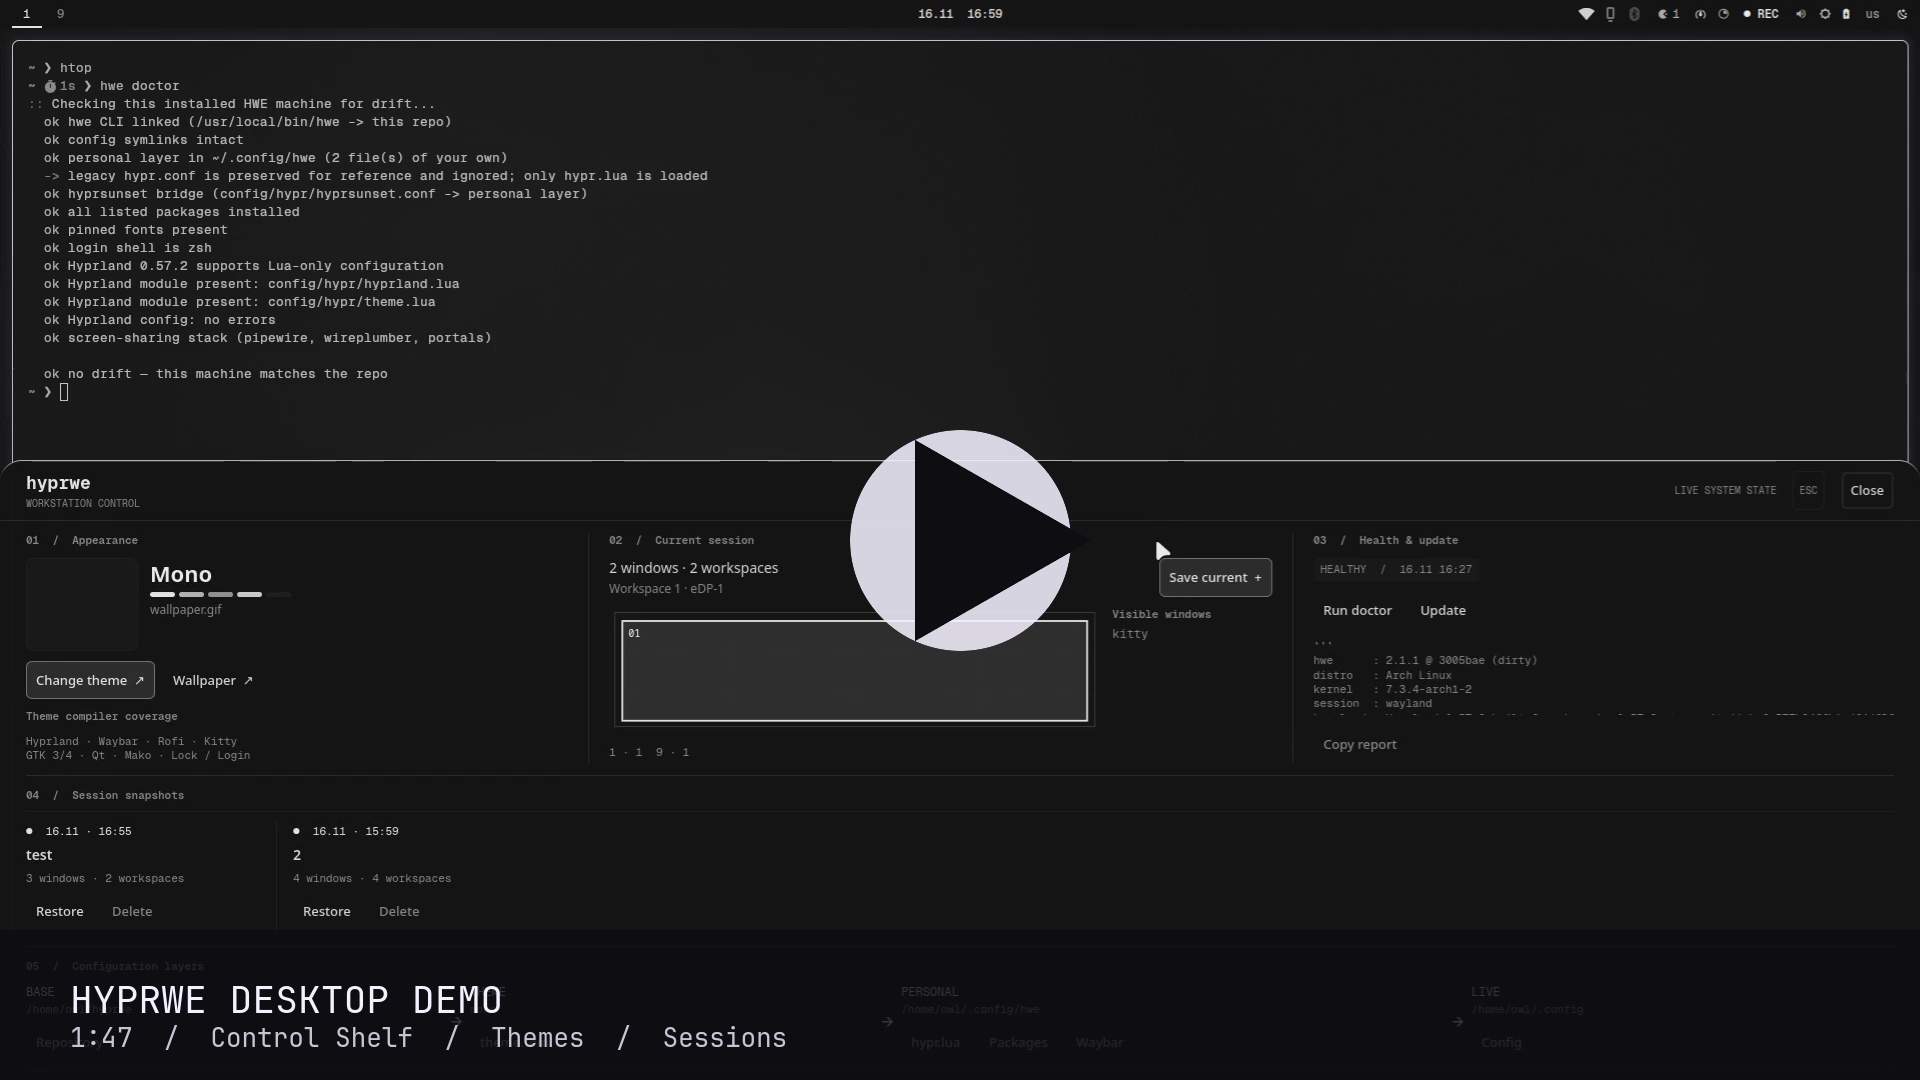 1 9 16.11 16:59 1 REC us
~ ❯ htop
~ 1s ❯ hwe doctor
:: Checking this installed HWE machine for drift...
ok hwe CLI linked (/usr/local/bin/hwe -> this repo)
ok config symlinks intact
ok personal layer in ~/.config/hwe (2 file(s) of your own)
-> legacy hypr.conf is preserved for reference and ignored; only hypr.lua is loaded
ok hyprsunset bridge (config/hypr/hyprsunset.conf -> personal layer)
ok all listed packages installed
ok pinned fonts present
ok login shell is zsh
ok Hyprland 0.57.2 supports Lua-only configuration
ok Hyprland module present: config/hypr/hyprland.lua
ok Hyprland module present: config/hypr/theme.lua
ok Hyprland config: no errors
ok screen-sharing stack (pipewire, wireplumber, portals)
ok no drift — this machine matches the repo
~ ❯
hyprwe
WORKSTATION CONTROL
LIVE SYSTEM STATE ESC Close
01 / Appearance
Mono
wallpaper.gif
Change theme ↗ Wallpaper ↗
Theme compiler coverage
Hyprland · Waybar · Rofi · Kitty
GTK 3/4 · Qt · Mako · Lock / Login
02 / Current session
2 windows · 2 workspaces
Workspace 1 · eDP-1
Save current +
01
Visible windows
kitty
1 · 1 9 · 1
03 / Health & update
HEALTHY / 16.11 16:27
Run doctor Update
```
hwe : 2.1.1 @ 3005bae (dirty)
distro : Arch Linux
kernel : 7.3.4-arch1-2
session : wayland
Copy report
04 / Session snapshots
16.11 · 16:55
test
3 windows · 2 workspaces
Restore Delete
16.11 · 15:59
2
4 windows · 4 workspaces
Restore Delete
05 / Configuration layers
BASE
PERSONAL
/home/owl/.config/hwe
hypr.lua Packages Waybar
LIVE
/home/owl/.config
Config
HYPRWE DESKTOP DEMO
1:47 / Control Shelf / Themes / Sessions